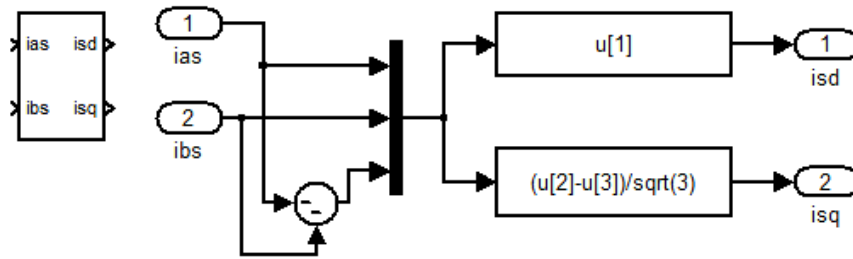 ias isd
ibs isq
1
ias
2
ibs
- -
u[1]
(u[2]-u[3])/sqrt(3)
1
isd
2
isq